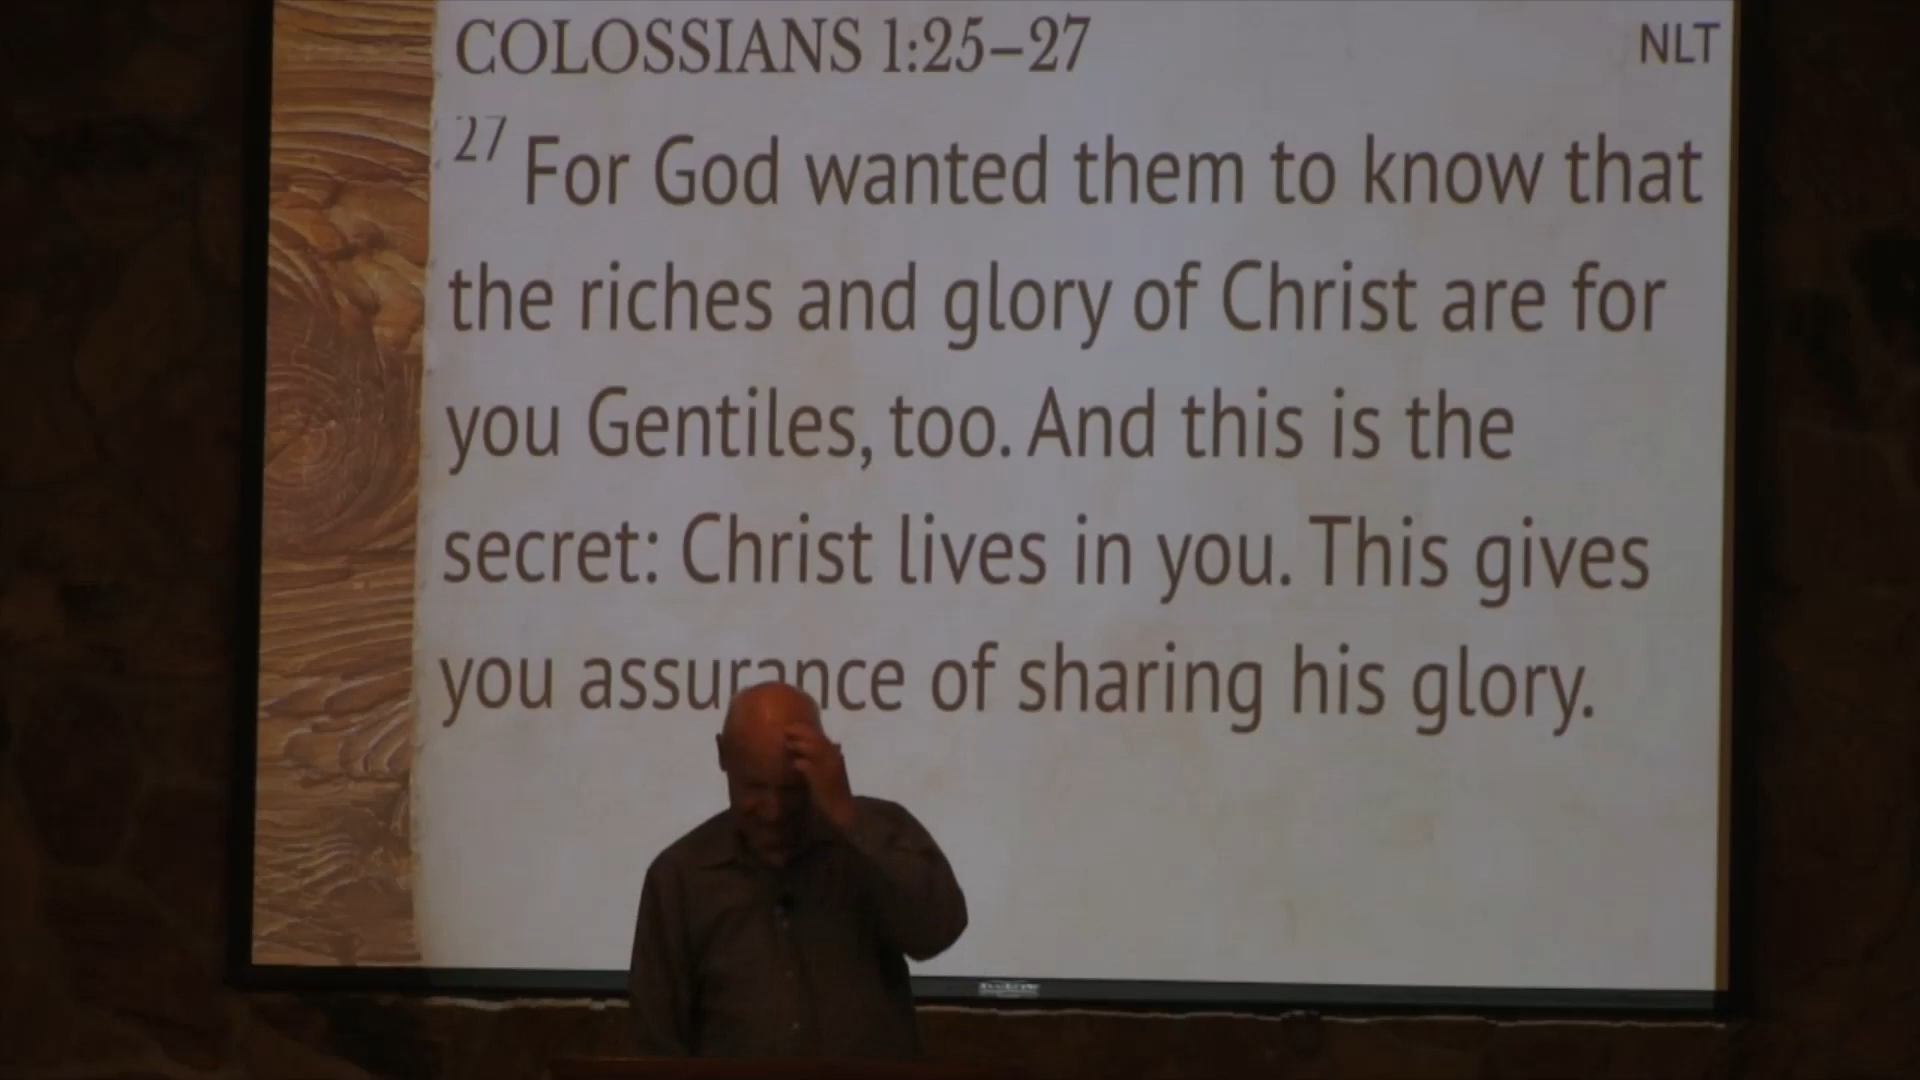 COLOSSIANS 1:25–27
NLT
27 For God wanted them to know that
the riches and glory of Christ are for
you Gentiles, too. And this is the
secret: Christ lives in you. This gives
you assurance of sharing his glory.